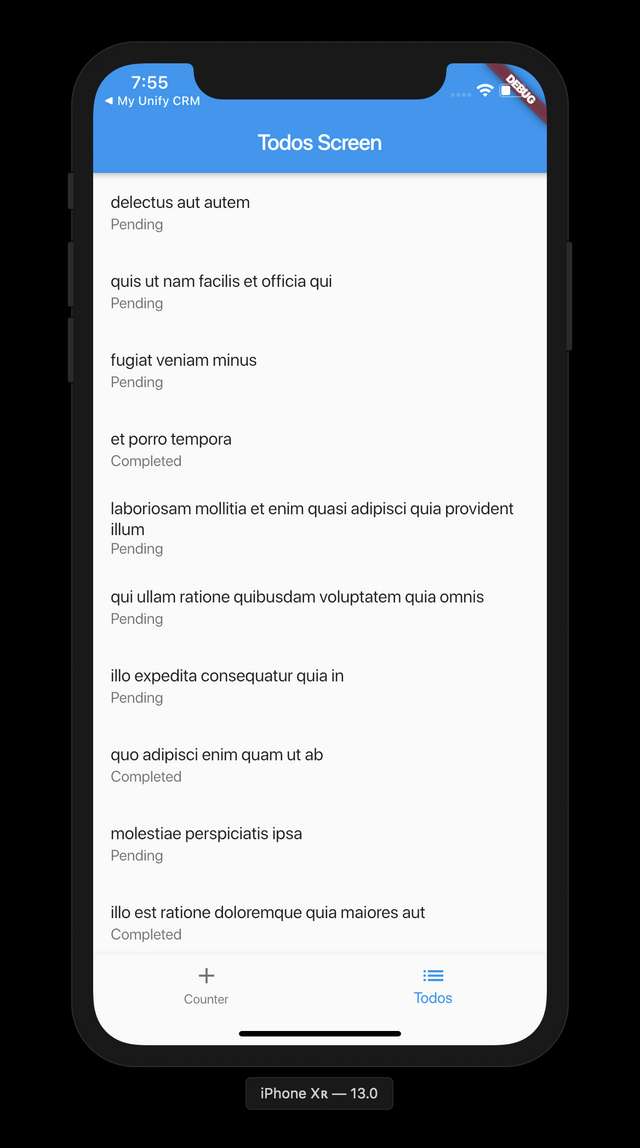 7:55
◀ My Unify CRM
DEBUG
Todos Screen
delectus aut autem
Pending
quis ut nam facilis et officia qui
Pending
fugiat veniam minus
Pending
et porro tempora
Completed
laboriosam mollitia et enim quasi adipisci quia provident
illum
Pending
qui ullam ratione quibusdam voluptatem quia omnis
Pending
illo expedita consequatur quia in
Pending
quo adipisci enim quam ut ab
Completed
molestiae perspiciatis ipsa
Pending
illo est ratione doloremque quia maiores aut
Completed
Counter
Todos
iPhone Xʀ — 13.0